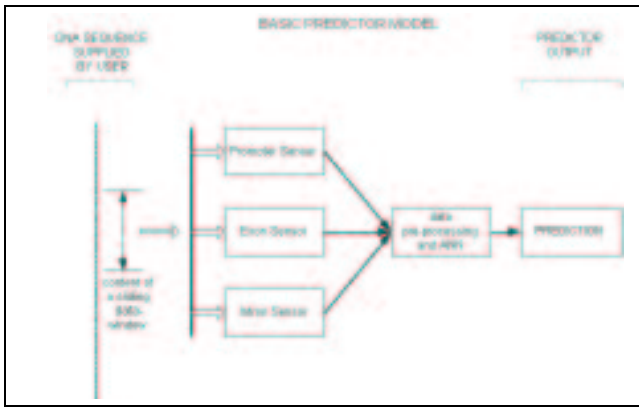 BASIC PREDICTOR MODEL
DNA SEQUENCE
SUPPLIED
BY USER
PREDICTOR
OUTPUT
Promoter Sensor
Exon Sensor
Sensor
data
pre-processing
and ANN
PREDICTION
content of
a sliding
data-
window